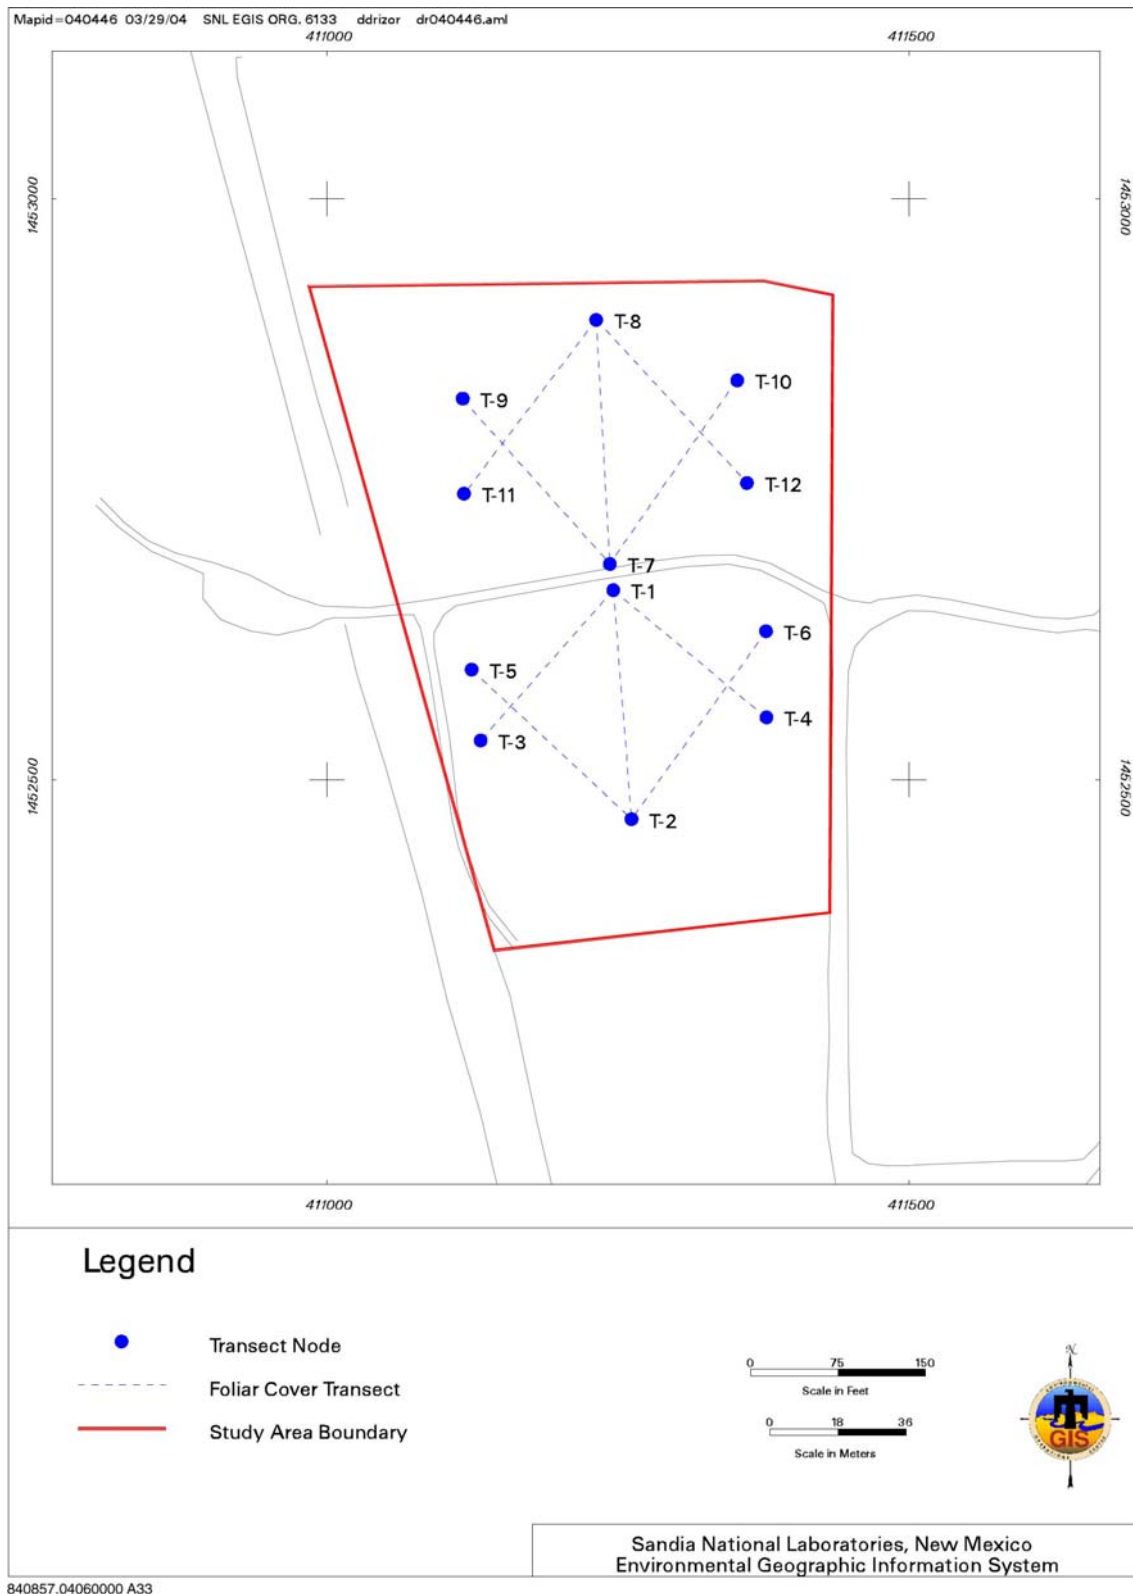 Mapid=040446 03/29/04 SNL EGIS ORG. 6133 ddrizor dr040446.aml
411000 411500
1453000 1453000
T-8
T-10
T-9
T-12
T-11
T-7
T-1
T-6
T-5
T-4
T-3
1452500 1452500
T-2
411000 411500
Legend
Transect Node
Foliar Cover Transect
Study Area Boundary
0 75 150
Scale in Feet
0 18 36
Scale in Meters
N
GIS
Sandia National Laboratories, New Mexico
Environmental Geographic Information System
840857.04060000 A33